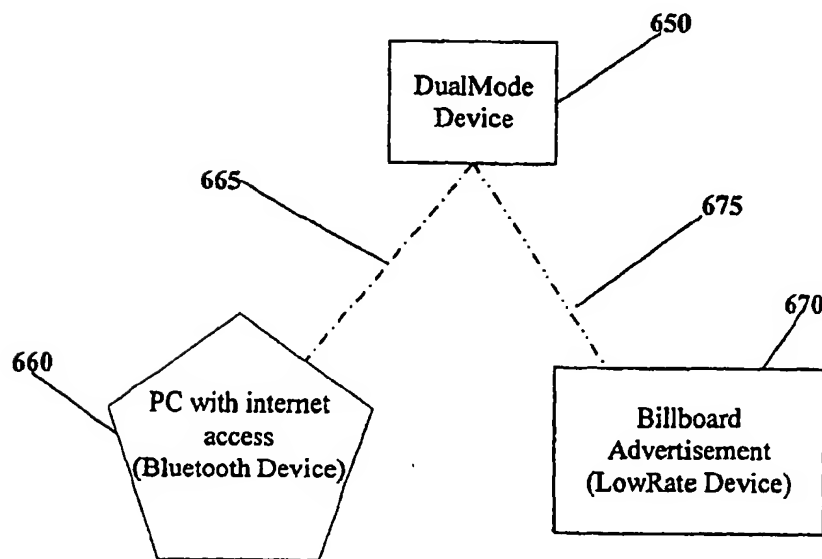 650
DualMode
Device
665
675
670
660
PC with internet
access
(Bluetooth Device)
Billboard
Advertisement
(LowRate Device)